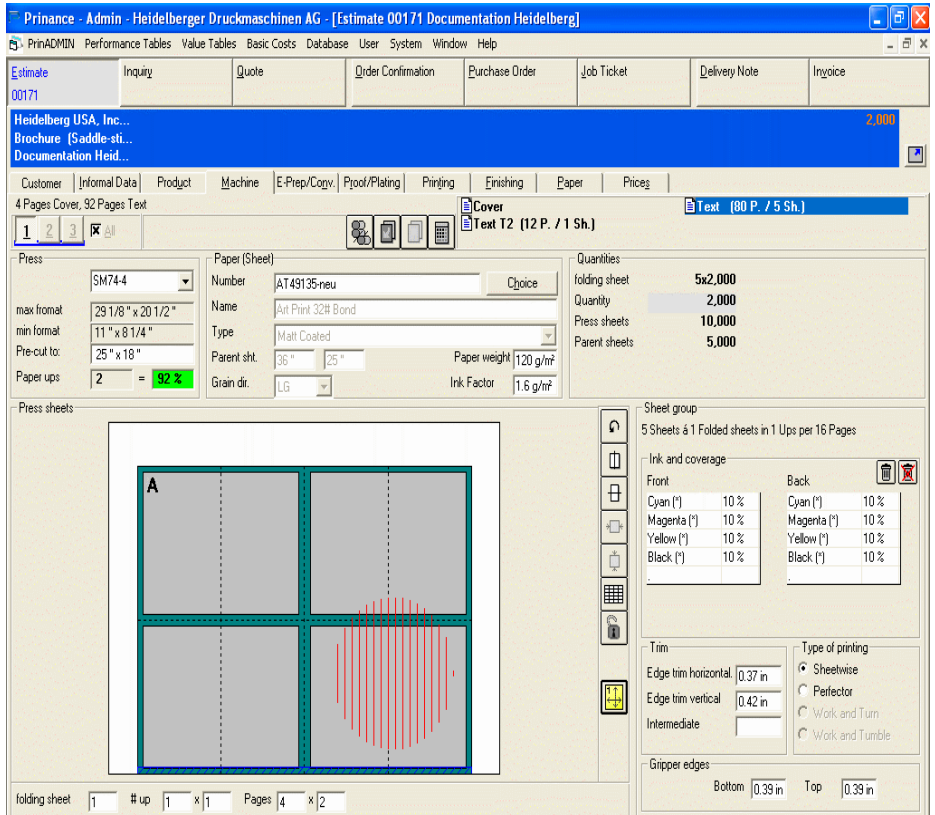 Prinance - Admin - Heidelberger Druckmaschinen AG - [Estimate 00171 Documentation Heidelberg]
PrinADMIN Performance Tables Value Tables Basic Costs Database User System Window Help
Estimate Inquiry Quote Order Confirmation Purchase Order Job Ticket Delivery Note Invoice
00171
Heidelberg USA, Inc... 2,000
Brochure (Saddle-sti...
Documentation Heid...
Customer Informal Data Product Machine E-Prep/Conv. Proof/Plating Printing Finishing Paper Prices
4 Pages Cover, 92 Pages Text
Cover Text (80 P. / 5 Sh.)
Text T2 (12 P. / 1 Sh.)
1 2 3 All
Press
SM74-4
max fromat 29 1/8 " x 20 1/2 "
min format 11 " x 8 1/4 "
Pre-cut to: 25 " x 18 "
Paper ups 2 = 92 %
Paper (Sheet)
Number AT49135-neu Choice
Name Art Print 32# Bond
Type Matt Coated
Parent sht. 36 " 25 " Paper weight 120 g/m²
Grain dir. LG Ink Factor 1.6 g/m²
Quantities
folding sheet 5x2,000
Quantity 2,000
Press sheets 10,000
Parent sheets 5,000
Press sheets
A
Sheet group
5 Sheets á 1 Folded sheets in 1 Ups per 16 Pages
Ink and coverage
Front Back
Cyan (*) 10 % Cyan (*) 10 %
Magenta (*) 10 % Magenta (*) 10 %
Yellow (*) 10 % Yellow (*) 10 %
Black (*) 10 % Black (*) 10 %
. .
Trim
Edge trim horizontal. 0.37 in
Edge trim vertical 0.42 in
Intermediate
Type of printing
Sheetwise
Perfector
Work and Turn
Work and Tumble
Gripper edges
Bottom 0.39 in Top 0.39 in
folding sheet 1 # up 1 x 1 Pages 4 x 2